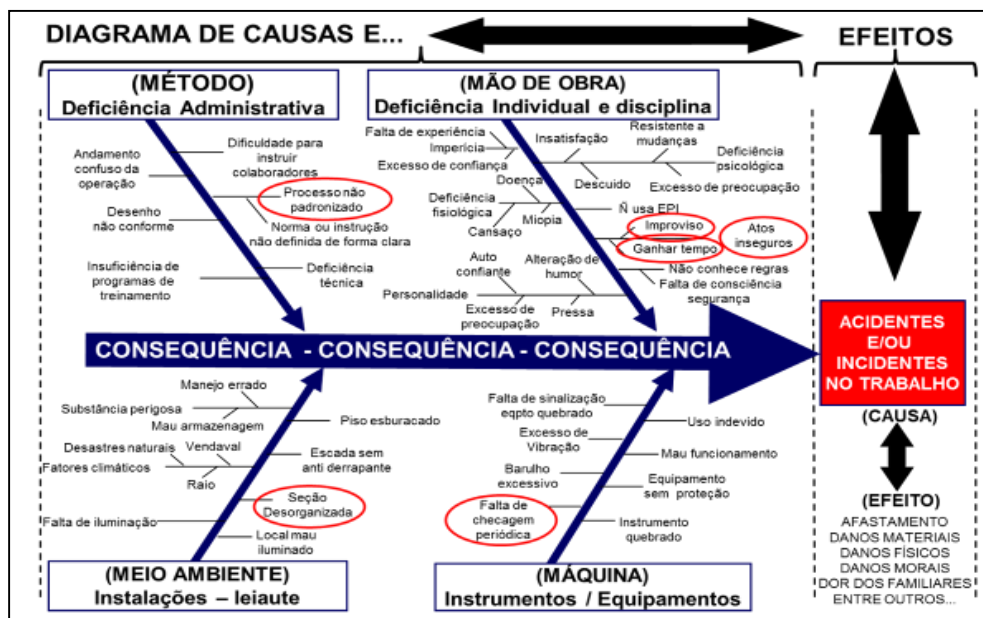 DIAGRAMA DE CAUSAS E...
EFEITOS
(MÉTODO)
Deficiência Administrativa
(MÃO DE OBRA)
Deficiência Individual e disciplina
Andamento
confuso da
operação
Dificuldade para
instruir
colaboradores
Processo não
padronizado
Desenho
não conforme
Norma ou instrução
não definida de forma clara
Insuficiência de
programas de
treinamento
Deficiência
técnica
Falta de experiência
Imperícia
Excesso de confiança
Insatisfação
Resistente a
mudanças
Descuido
Deficiência
psicológica
Excesso de preocupação
Doença
Deficiência
fisiológica
Miopia
Cansaço
Ñ usa EPI
Improviso
Ganhar tempo
Atos
inseguros
Auto
confiante
Alteração de
humor
Personalidade
Excesso de
preocupação
Pressa
Não conhece regras
Falta de consciência
segurança
CONSEQUÊNCIA - CONSEQUÊNCIA - CONSEQUÊNCIA
ACIDENTES
E/OU
INCIDENTES
NO TRABALHO
(CAUSA)
(EFEITO)
AFASTAMENTO
DANOS MATERIAIS
DANOS FÍSICOS
DANOS MORAIS
DOR DOS FAMILIARES
ENTRE OUTROS...
Manejo errado
Substância perigosa
Mau armazenagem
Piso esburacado
Desastres naturais
Vendaval
Fatores climáticos
Raio
Escada sem
anti derrapante
Seção
Desorganizada
Falta de iluminação
Local mau
iluminado
(MEIO AMBIENTE)
Instalações – leiaute
Falta de sinalização
eqpto quebrado
Uso indevido
Excesso de
Vibração
Mau funcionamento
Barulho
excessivo
Equipamento
sem proteção
Falta de
checagem
periódica
Instrumento
quebrado
(MÁQUINA)
Instrumentos / Equipamentos